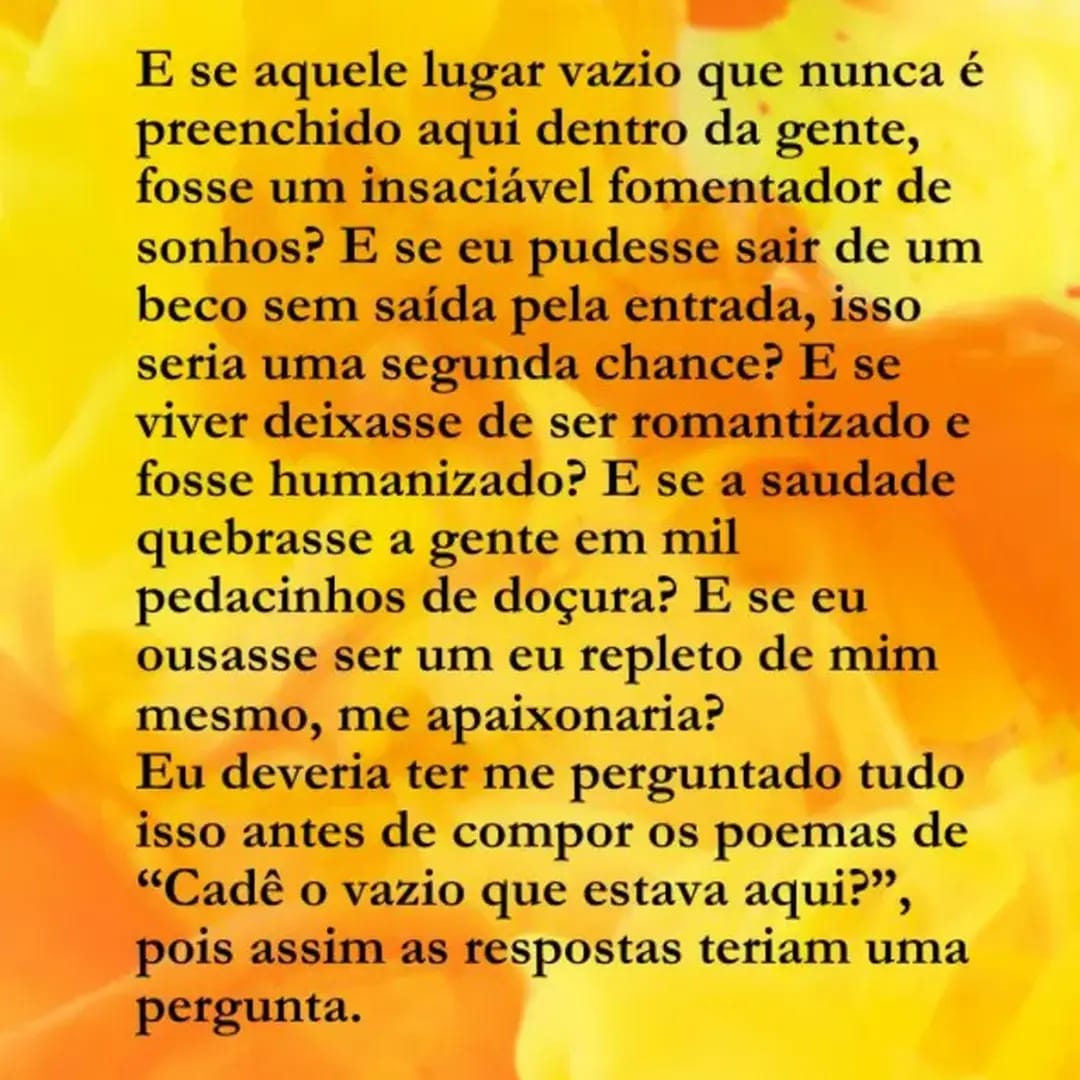 E se aquele lugar vazio que nunca é
preenchido aqui dentro da gente,
fosse um insaciável fomentador de
sonhos? E se eu pudesse sair de um
beco sem saída pela entrada, isso
seria uma segunda chance? E se
viver deixasse de ser romantizado e
fosse humanizado? E se a saudade
quebrasse a gente em mil
pedacinhos de doçura? E se eu
ousasse ser um eu repleto de mim
mesmo, me apaixonaria?
Eu deveria ter me perguntado tudo
isso antes de compor os poemas de
“Cadê o vazio que estava aqui?”,
pois assim as respostas teriam uma
pergunta.